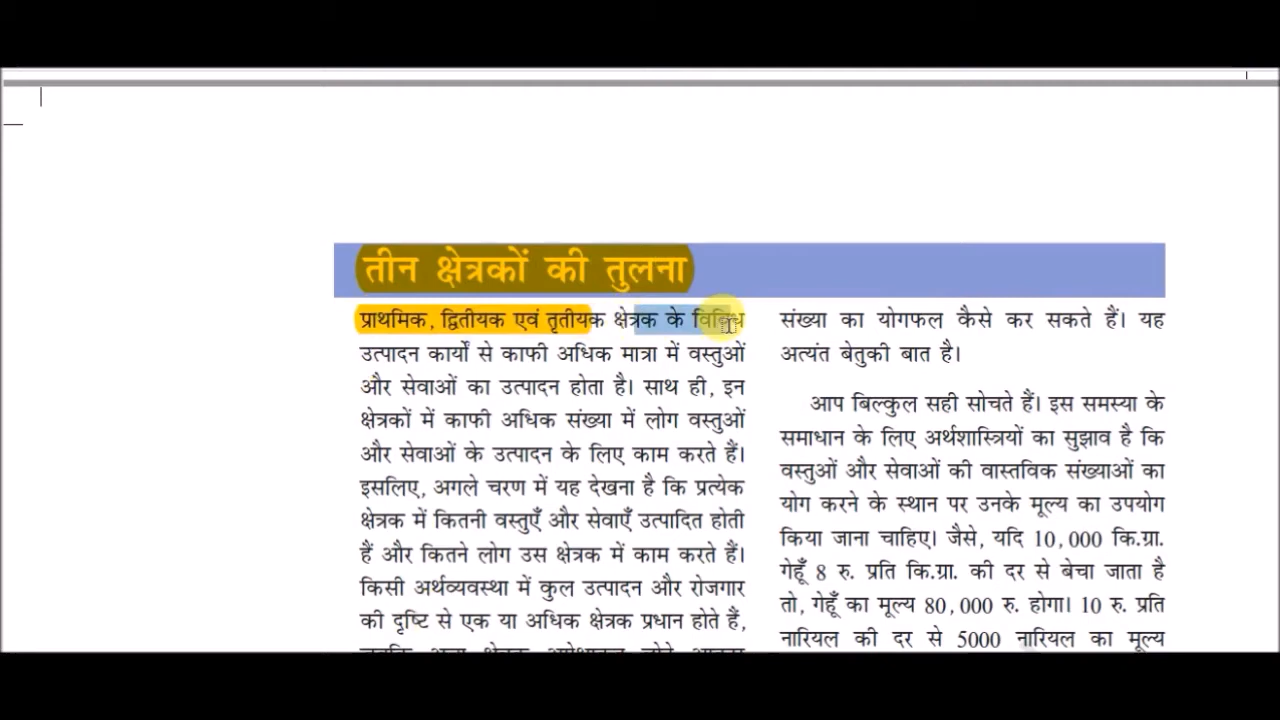 तीन क्षेत्रकों की तुलना
प्राथमिक, द्वितीयक एवं तृतीयक क्षेत्रक के विविध
उत्पादन कार्यों से काफी अधिक मात्रा में वस्तुओं
और सेवाओं का उत्पादन होता है। साथ ही, इन
क्षेत्रकों में काफी अधिक संख्या में लोग वस्तुओं
और सेवाओं के उत्पादन के लिए काम करते हैं।
इसलिए, अगले चरण में यह देखना है कि प्रत्येक
क्षेत्रक में कितनी वस्तुएँ और सेवाएँ उत्पादित होती
हैं और कितने लोग उस क्षेत्रक में काम करते हैं।
किसी अर्थव्यवस्था में कुल उत्पादन और रोजगार
की दृष्टि से एक या अधिक क्षेत्रक प्रधान होते हैं,
संख्या का योगफल कैसे कर सकते हैं। यह
अत्यंत बेतुकी बात है।
आप बिल्कुल सही सोचते हैं। इस समस्या के
समाधान के लिए अर्थशास्त्रियों का सुझाव है कि
वस्तुओं और सेवाओं की वास्तविक संख्याओं का
योग करने के स्थान पर उनके मूल्य का उपयोग
किया जाना चाहिए। जैसे, यदि 10,000 कि.ग्रा.
गेहूँ 8 रु. प्रति कि.ग्रा. की दर से बेचा जाता है
तो, गेहूँ का मूल्य 80,000 रु. होगा। 10 रु. प्रति
नारियल की दर से 5000 नारियल का मूल्य